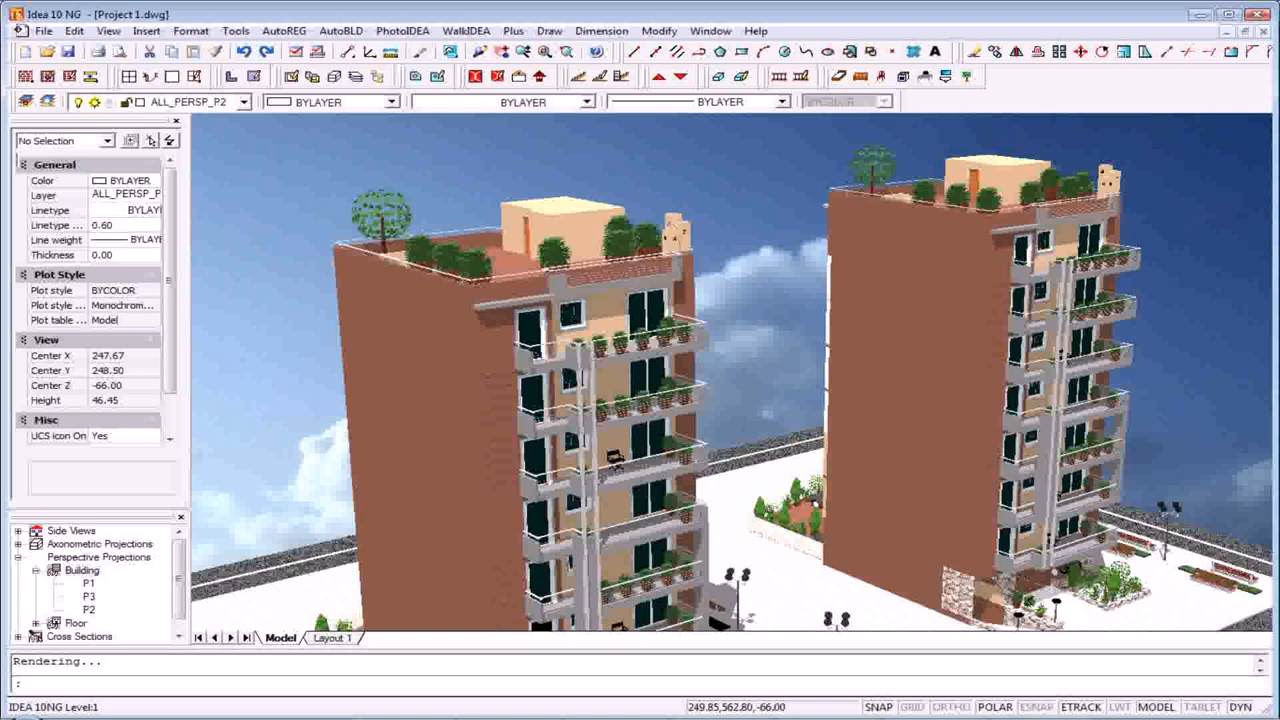 Idea 10 NG - [Project 1.dwg]
File Edit View Insert Format Tools AutoREG AutoBLD PhotoIDEA WalkIDEA Plus Draw Dimension Modify Window Help
ALL_PERSP_P2 BYLAYER BYLAYER BYLAYER BYCOLOR
No Selection
General
Color BYLAYER
Layer ALL_PERSP_P
Linetype BYLAYI
Linetype ... 0.60
Line weight BYLAYE
Thickness 0.00
Plot Style
Plot style BYCOLOR
Plot style ... Monochrom...
Plot table ... Model
View
Center X 247.67
Center Y 248.50
Center Z -66.00
Height 46.45
Misc
UCS icon On Yes
Side Views
Axonometric Projections
Perspective Projections
Building
P1
P3
P2
Floor
Cross Sections
Model Layout 1
Rendering...
:
IDEA 10NG Level:1 249.85,562.80,-66.00 SNAP GRID ORTHO POLAR ESNAP ETRACK LWT MODEL TABLET DYN